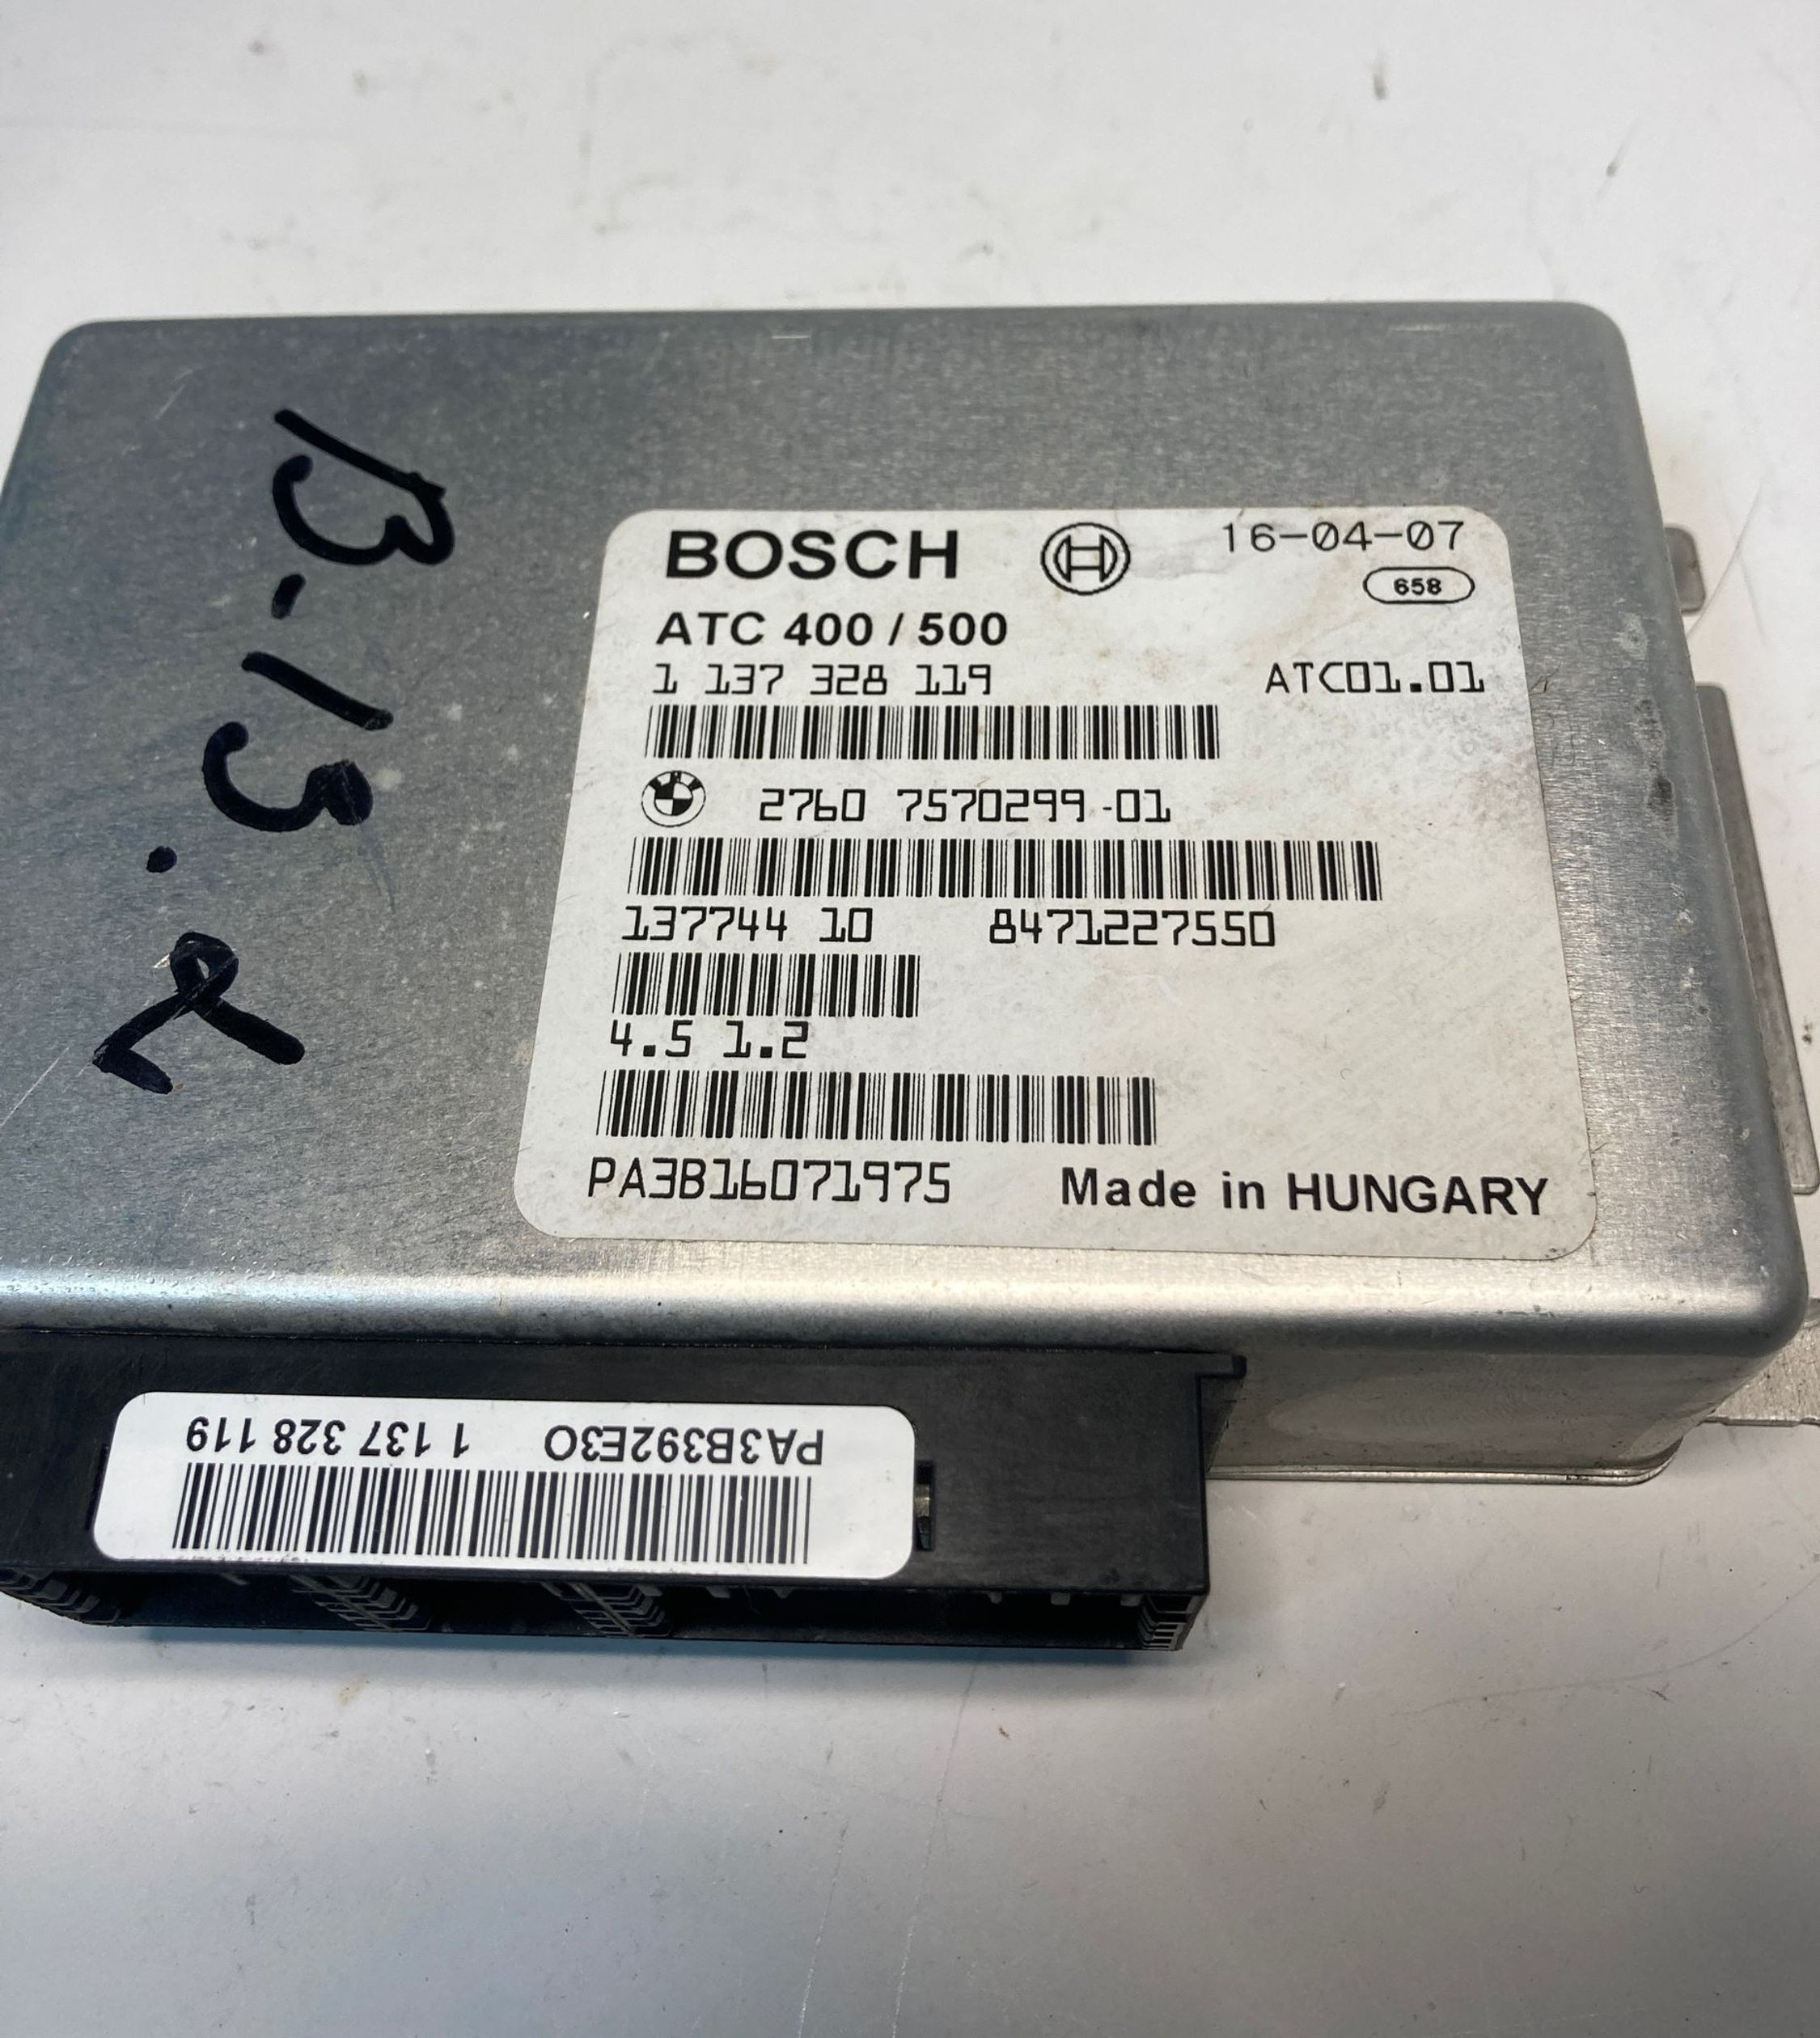 BOSCH 16-04-07
658
ATC 400 / 500
1 137 328 119 ATC01.01
2760 7570299-01
137744 10 8471227550
4.5 1.2
PA3B16071975 Made in HUNGARY
PA3B392E3O 1 137 328 119
B-13.2